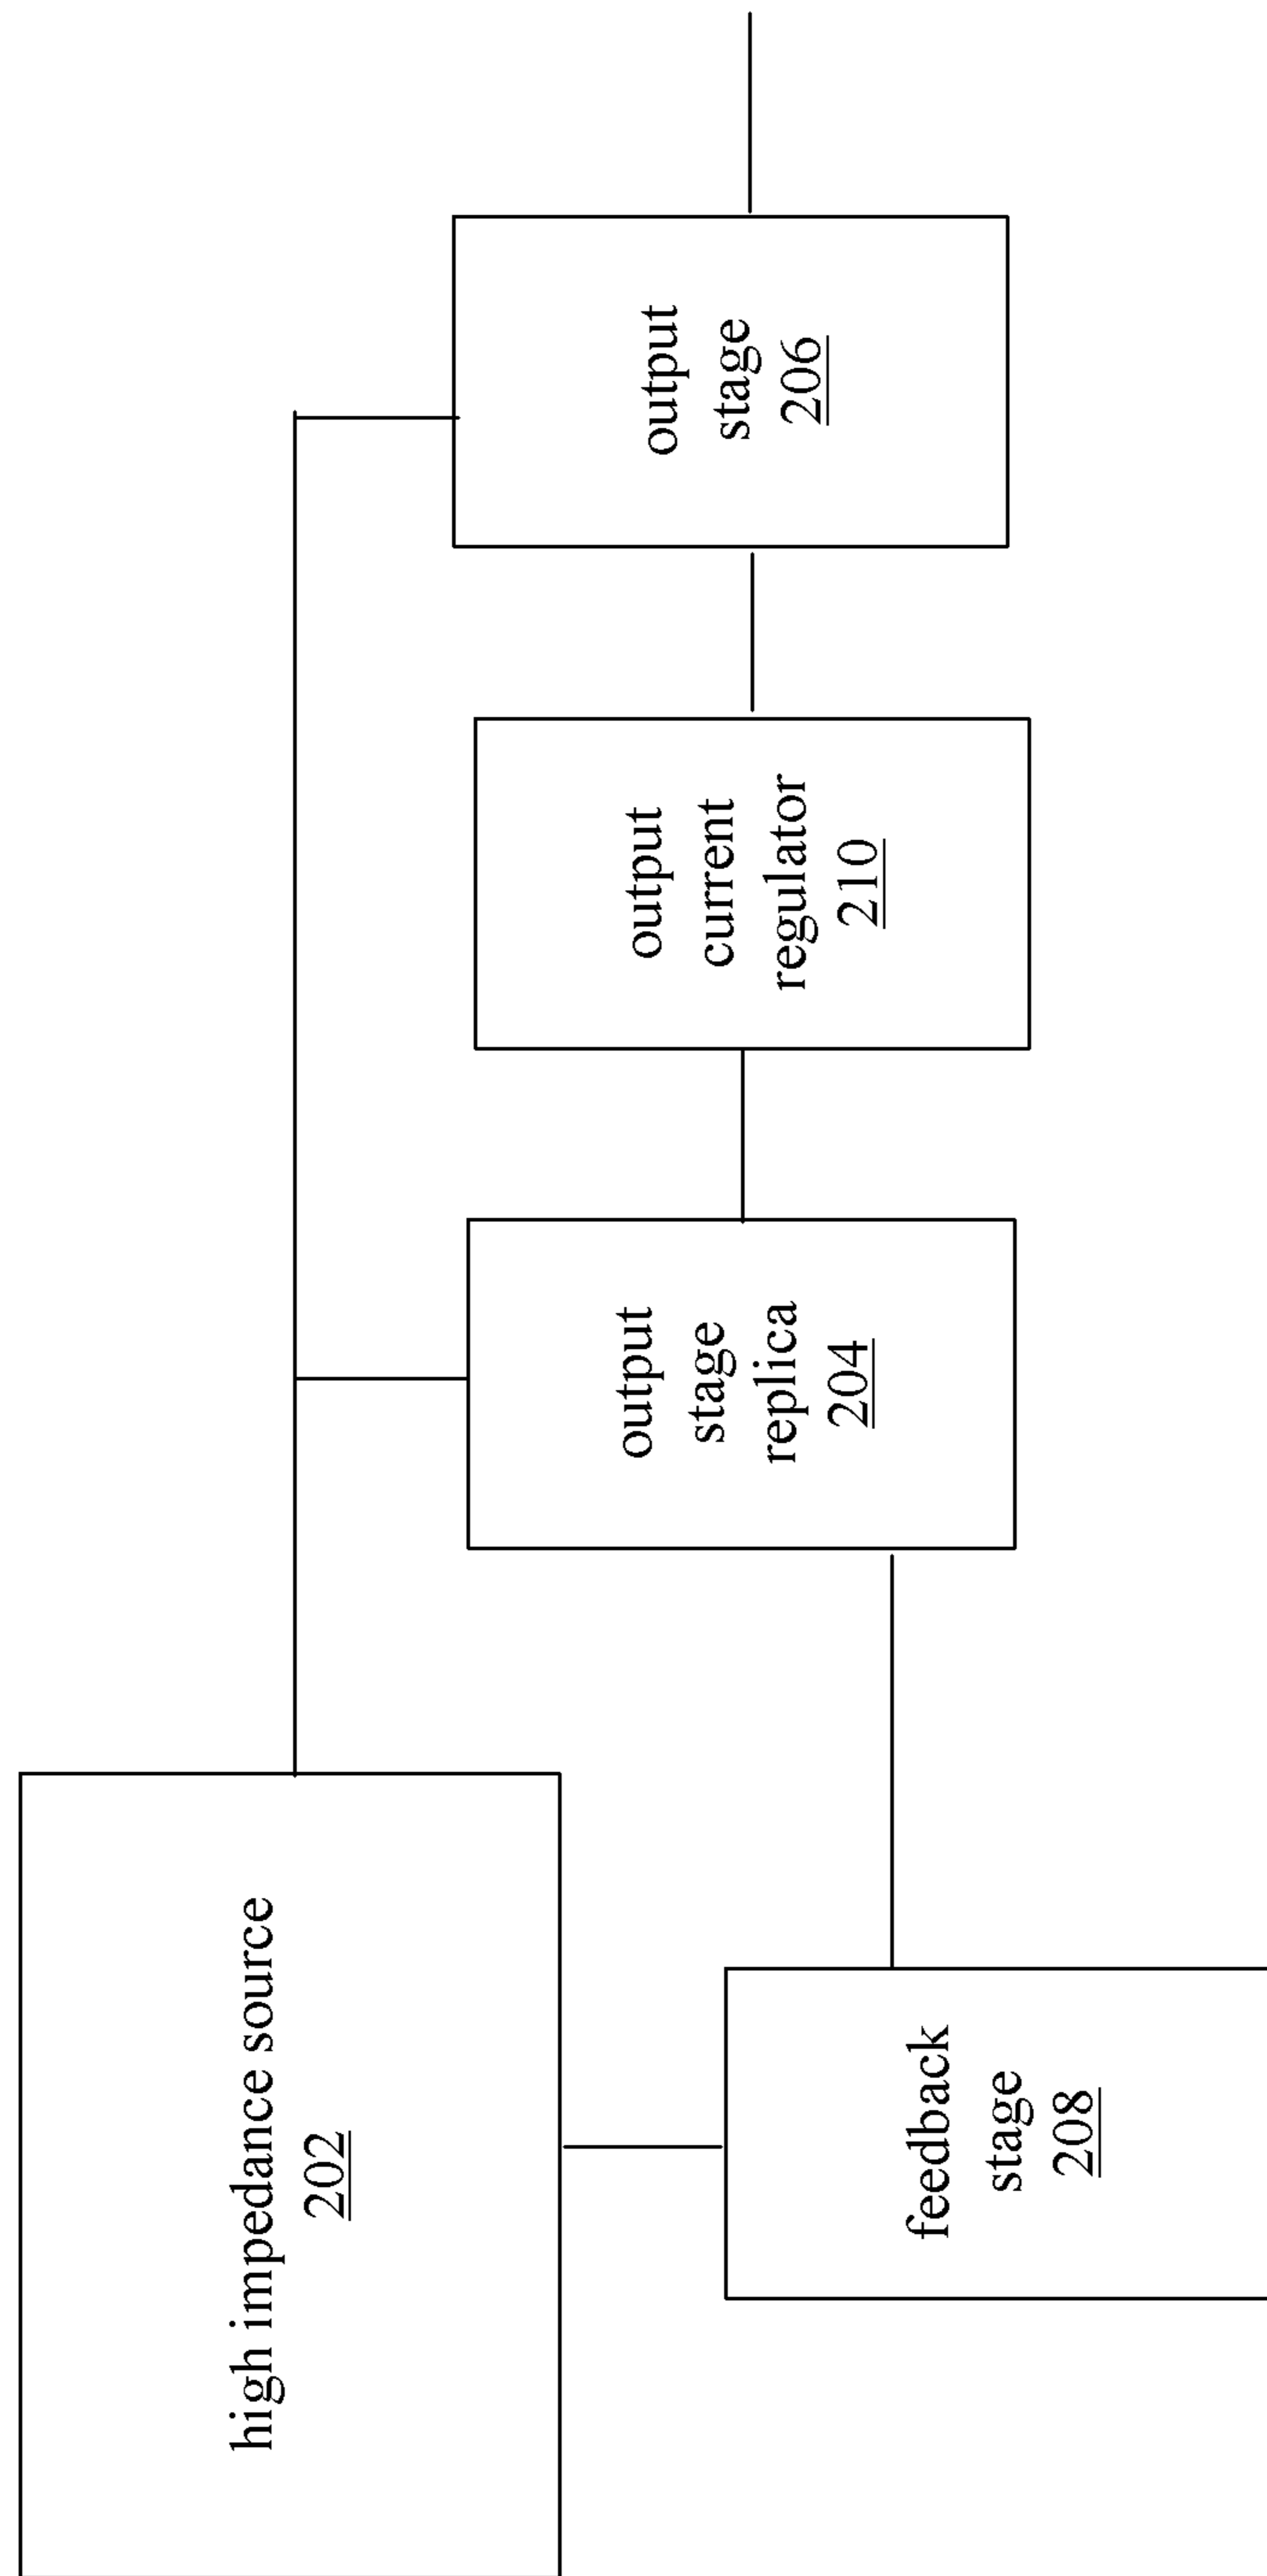 high impedance source
202
feedback
stage
208
output
stage
replica
204
output
current
regulator
210
output
stage
206